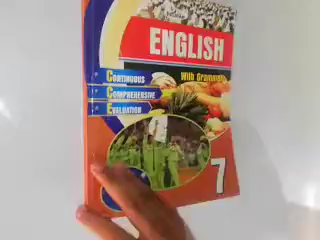 ENGLISH
With Grammar
CONTINUOUS
COMPREHENSIVE
EVALUATION
7